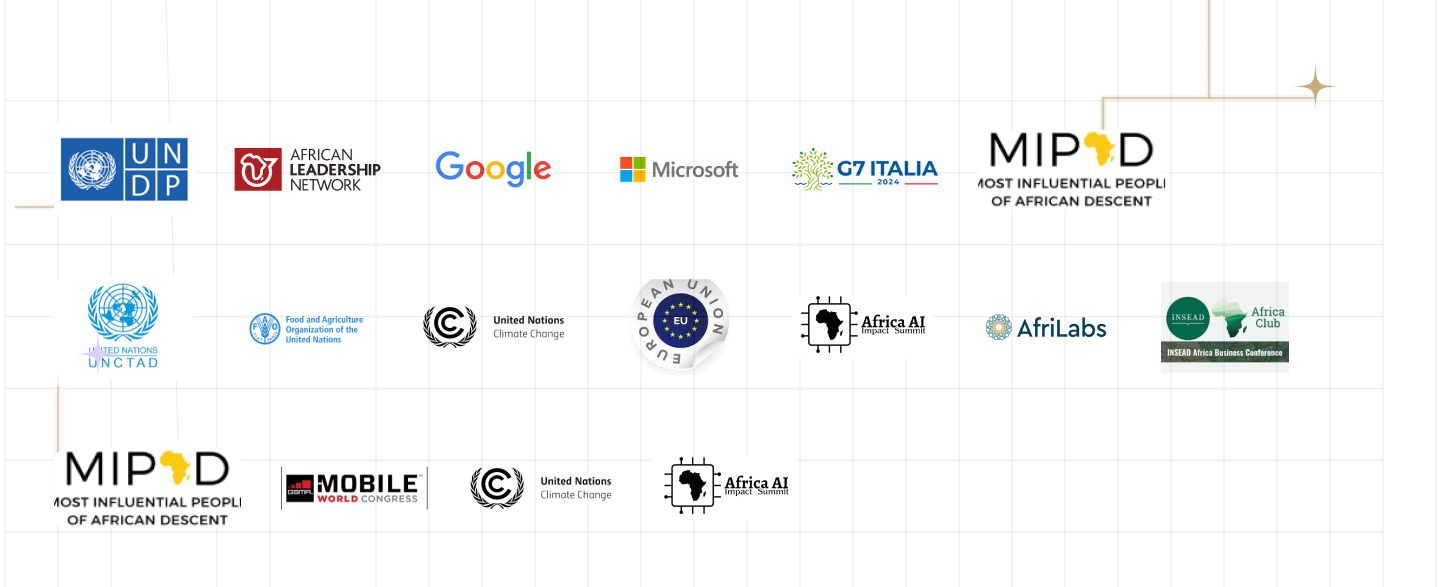 UN
DP
AFRICAN
LEADERSHIP
NETWORK
Google
Microsoft
G7 ITALIA
2024
MIPAD
MOST INFLUENTIAL PEOPLE
OF AFRICAN DESCENT
UNITED NATIONS
UNCTAD
FAO
Food and Agriculture
Organization of the
United Nations
United Nations
Climate Change
EUROPEAN UNION
EU
Africa AI
Impact Summit
AfriLabs
INSEAD
Africa
Club
INSEAD Africa Business Conference
MIPAD
MOST INFLUENTIAL PEOPLE
OF AFRICAN DESCENT
GSMA
MOBILE
WORLD CONGRESS
United Nations
Climate Change
Africa AI
Impact Summit